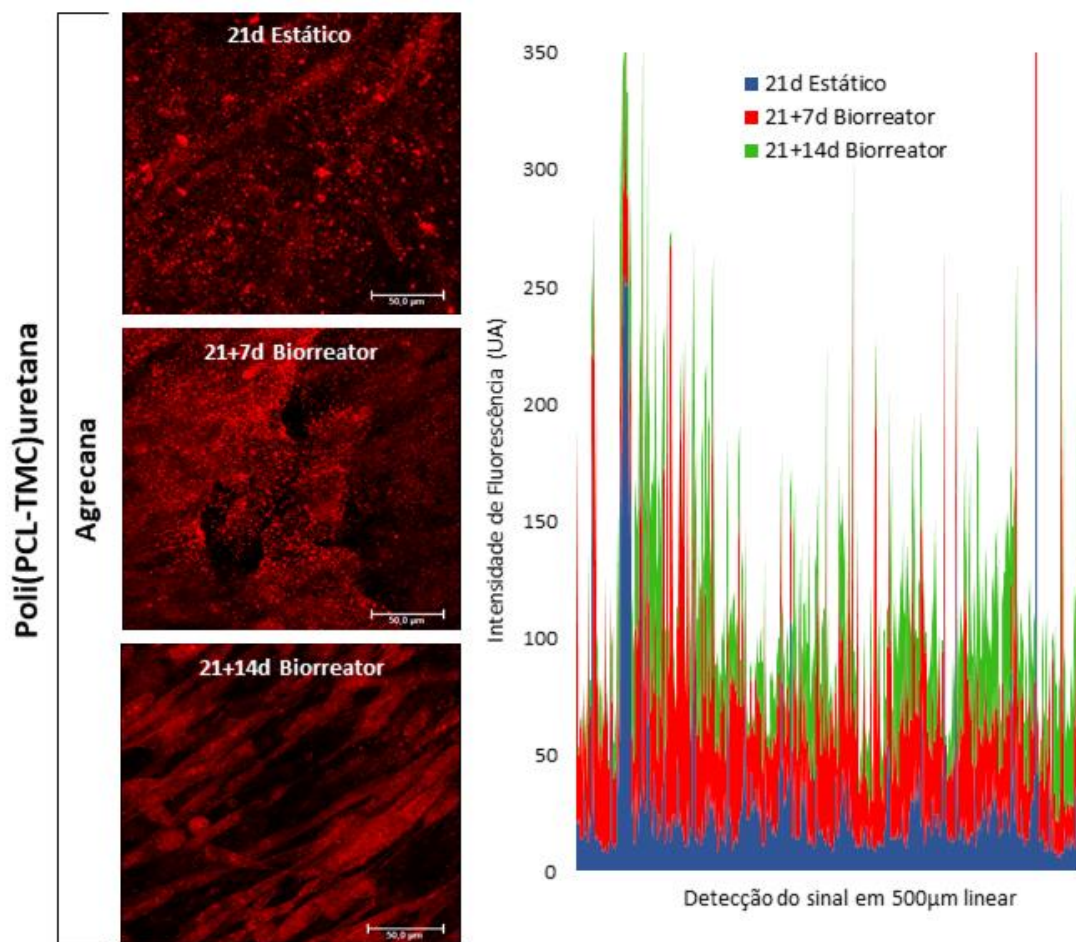 Poli(PCL-TMC)uretana
Agrecana
21d Estático
50,0 µm
21+7d Biorreator
50,0 µm
21+14d Biorreator
50,0 µm
Intensidade de Fluorescência (UA)
350
300
250
200
150
100
50
0
21d Estático
21+7d Biorreator
21+14d Biorreator
Detecção do sinal em 500µm linear